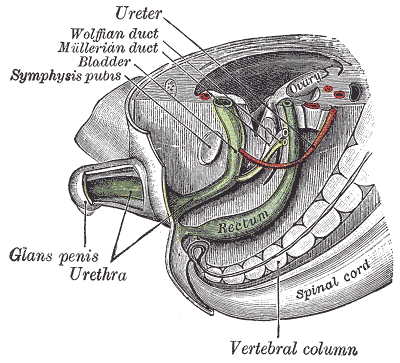 Ureter
Wolffian duct
Müllerian duct
Bladder
Symphysis pubis
Ovary
Rectum
Glans penis
Urethra
Spinal cord
Vertebral column